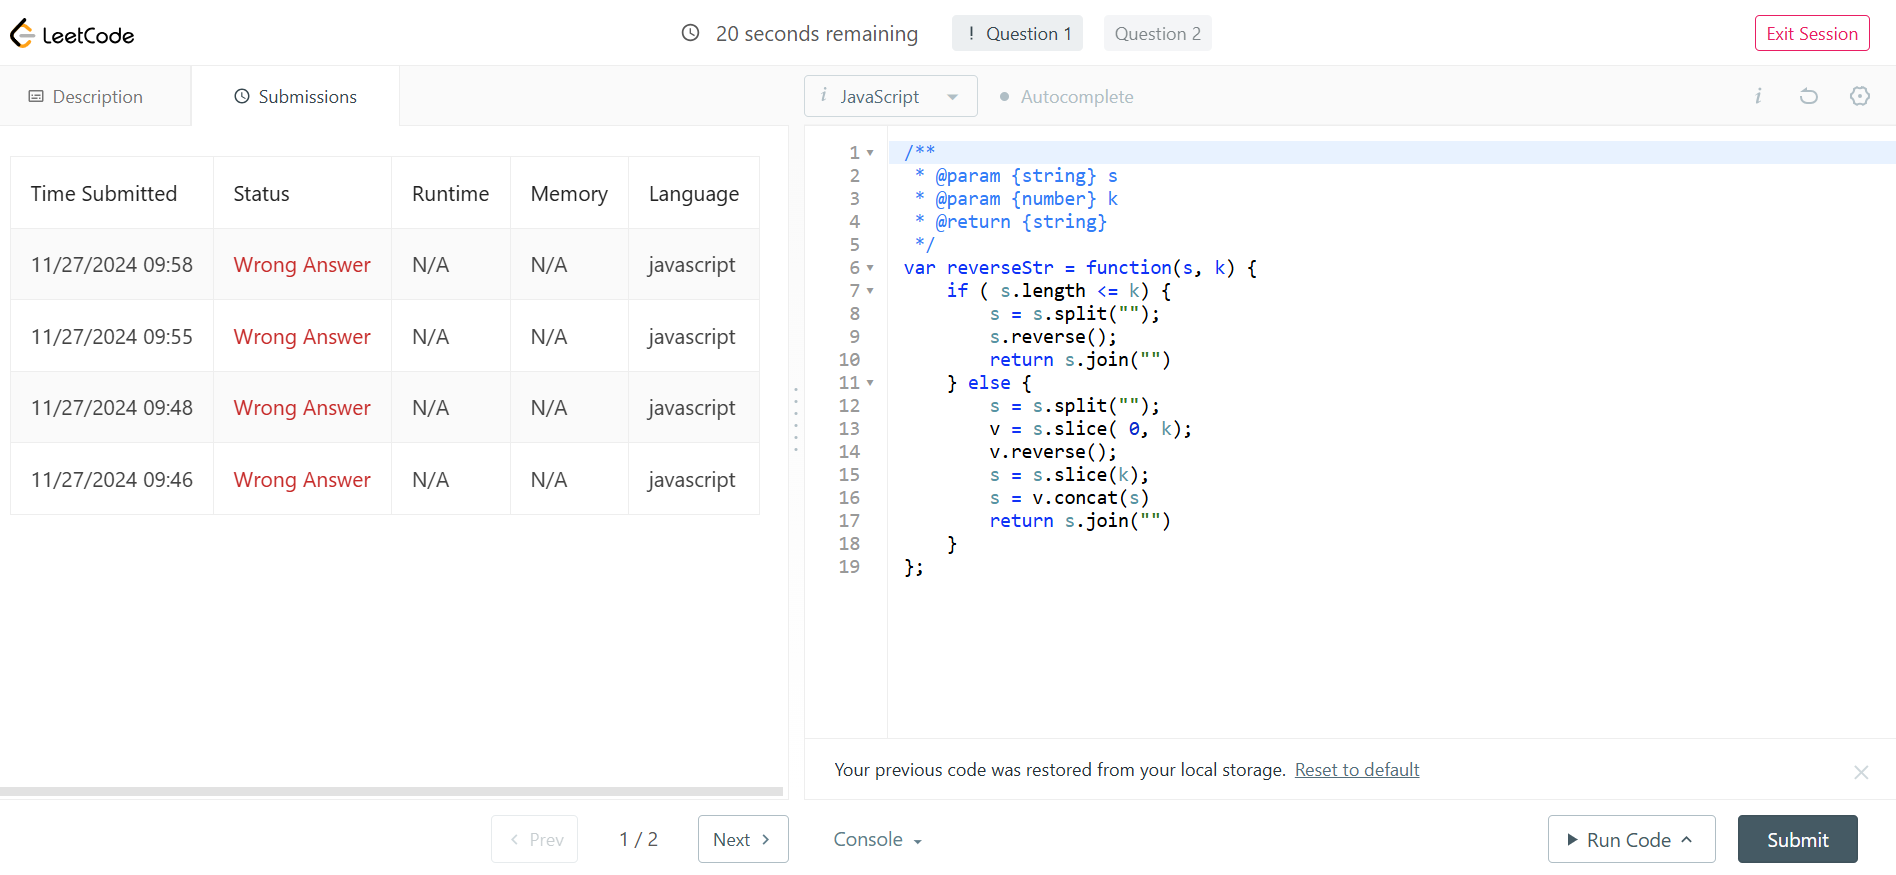 LeetCode
20 seconds remaining
! Question 1
Question 2
Exit Session
Description
Submissions
i JavaScript
Autocomplete
i
Time Submitted Status Runtime Memory Language
11/27/2024 09:58 Wrong Answer N/A N/A javascript
11/27/2024 09:55 Wrong Answer N/A N/A javascript
11/27/2024 09:48 Wrong Answer N/A N/A javascript
11/27/2024 09:46 Wrong Answer N/A N/A javascript
1 /**
2  * @param {string} s
3  * @param {number} k
4  * @return {string}
5  */
6 var reverseStr = function(s, k) {
7     if ( s.length <= k) {
8         s = s.split("");
9         s.reverse();
10         return s.join("")
11     } else {
12         s = s.split("");
13         v = s.slice( 0, k);
14         v.reverse();
15         s = s.slice(k);
16         s = v.concat(s)
17         return s.join("")
18     }
19 };
Your previous code was restored from your local storage. Reset to default
Prev
1 / 2
Next
Console
Run Code
Submit